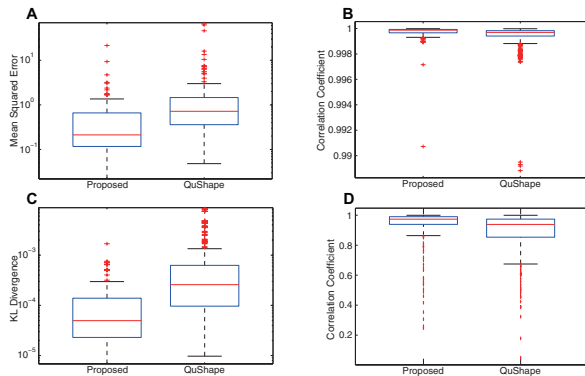 A
Mean Squared Error
10^1
10^0
10^-1
Proposed
QuShape
B
Correlation Coefficient
1
0.998
0.996
0.994
0.992
0.99
Proposed
QuShape
C
KL Divergence
10^-3
10^-4
10^-5
Proposed
QuShape
D
Correlation Coefficient
1
0.8
0.6
0.4
0.2
Proposed
QuShape